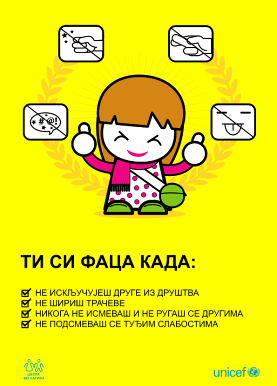 #@!
ТИ СИ ФАЦА КАДА:
НЕ ИСКЉУЧУЈЕШ ДРУГЕ ИЗ ДРУШТВА
НЕ ШИРИШ ТРАЧЕВЕ
НИКОГА НЕ ИСМЕВАШ И НЕ РУГАШ СЕ ДРУГИМА
НЕ ПОДСМЕВАШ СЕ ТУЂИМ СЛАБОСТИМА
unicef